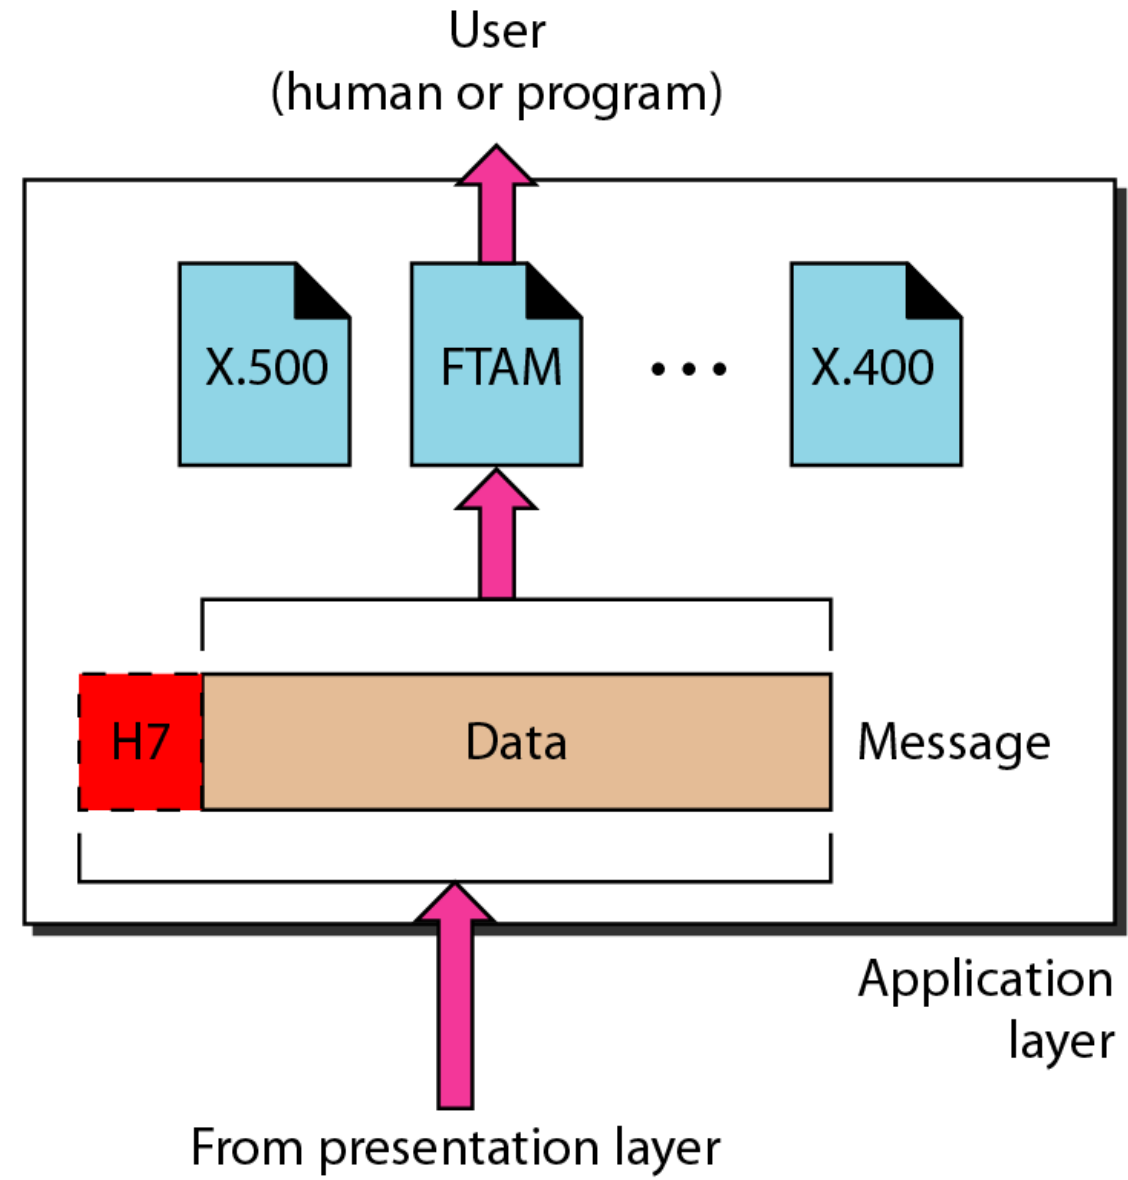 User
(human or program)
X.500
FTAM
...
X.400
H7
Data
Message
Application
layer
From presentation layer